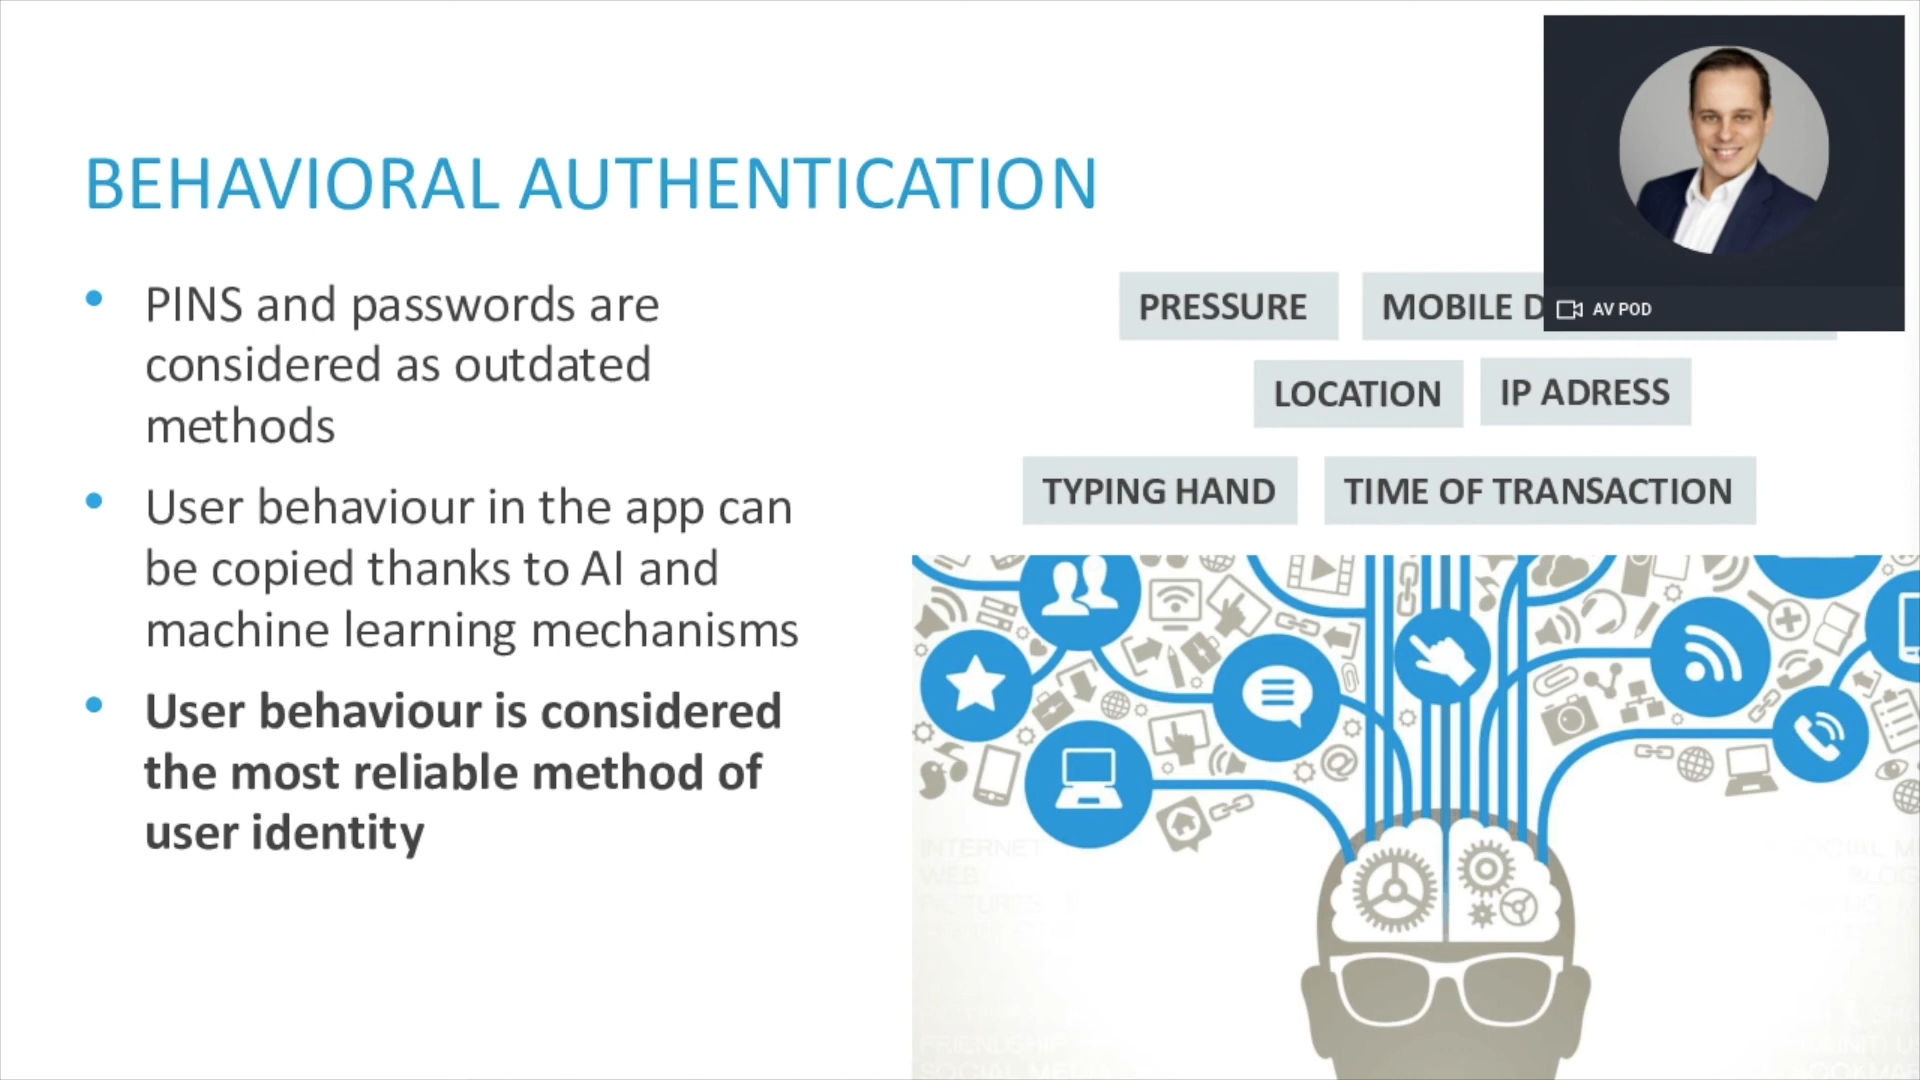 BEHAVIORAL AUTHENTICATION
PINS and passwords are
considered as outdated
methods
User behaviour in the app can
be copied thanks to AI and
machine learning mechanisms
User behaviour is considered
the most reliable method of
user identity
PRESSURE
MOBILE D
AV POD
LOCATION
IP ADRESS
TYPING HAND
TIME OF TRANSACTION
INTERNET
WEB